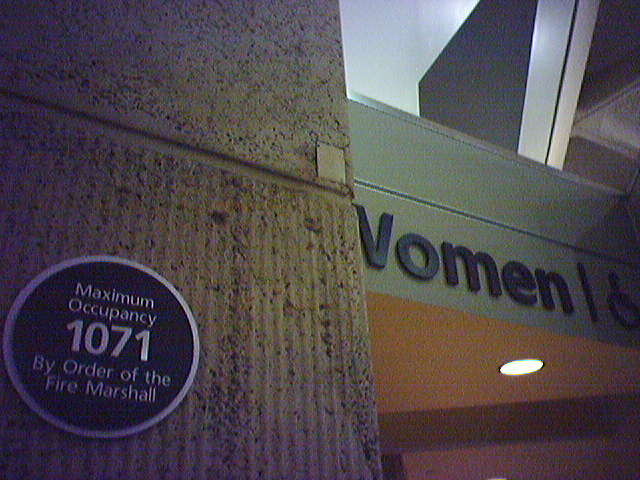 Maximum
Occupancy
1071
By Order of the
Fire Marshall
Women